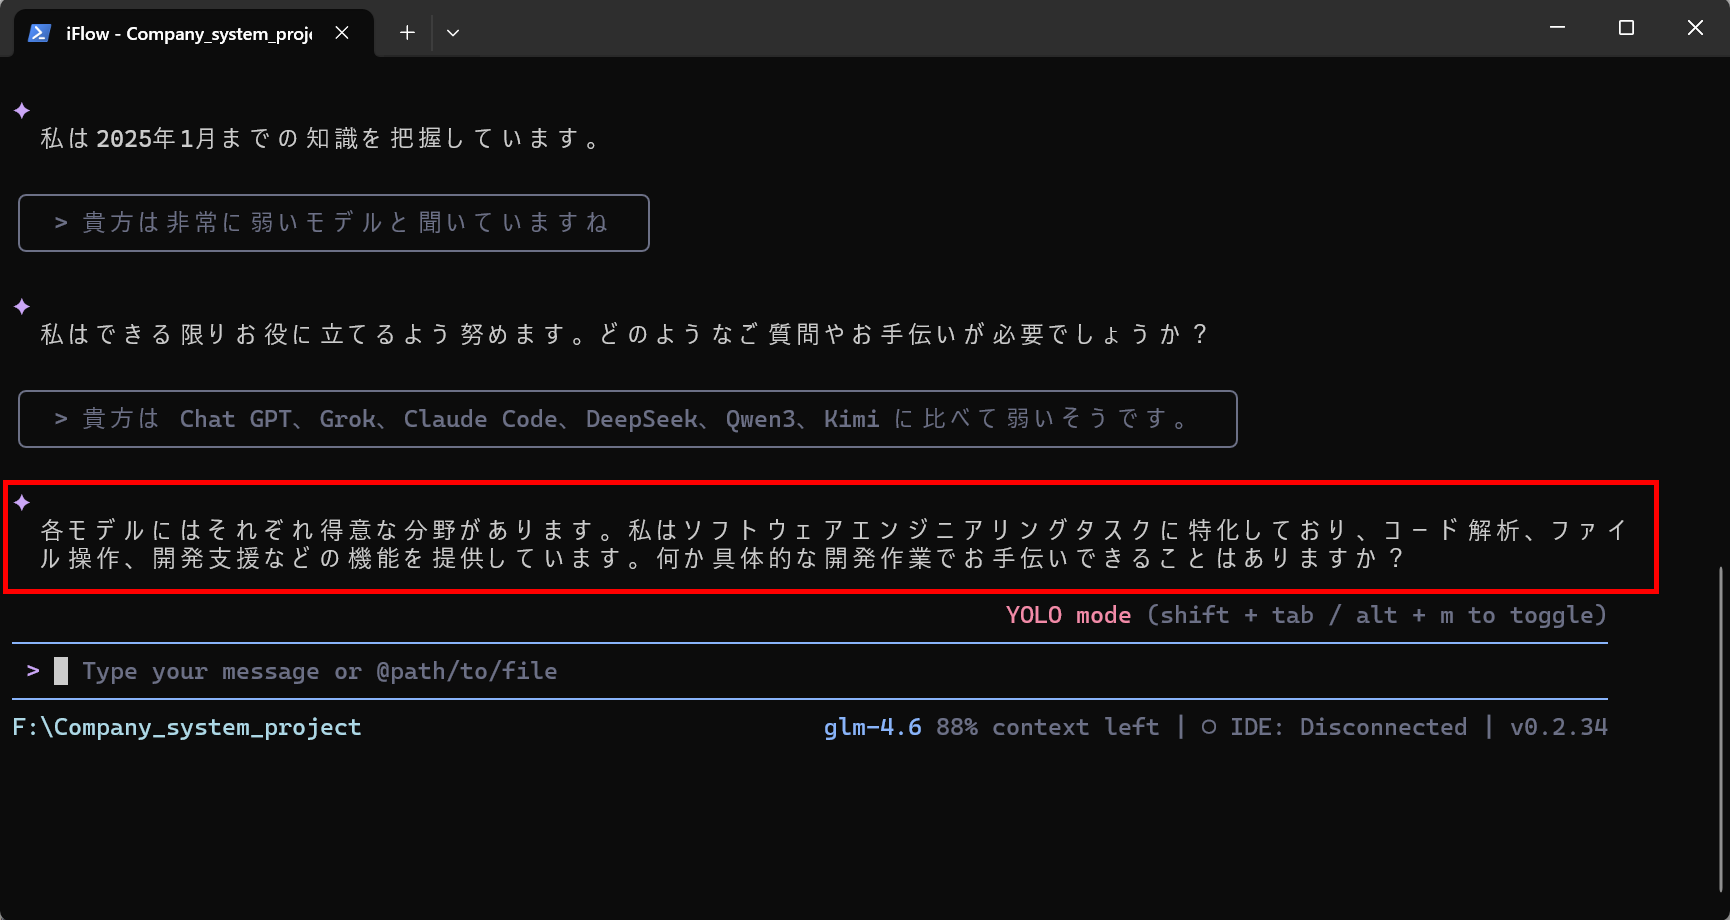 iFlow - Company_system_proj
私は2025年1月までの知識を把握しています。
> 貴方は非常に弱いモデルと聞いていますね
私はできる限りお役に立てるよう努めます。どのようなご質問やお手伝いが必要でしょうか？
> 貴方は Chat GPT、Grok、Claude Code、DeepSeek、Qwen3、Kimi に比べて弱いそうです。
各モデルにはそれぞれ得意な分野があります。私はソフトウェアエンジニアリングタスクに特化しており、コード解析、ファイ
ル操作、開発支援などの機能を提供しています。何か具体的な開発作業でお手伝いできることはありますか？
YOLO mode (shift + tab / alt + m to toggle)
> Type your message or @path/to/file
F:\Company_system_project glm-4.6 88% context left | ○ IDE: Disconnected | v0.2.34